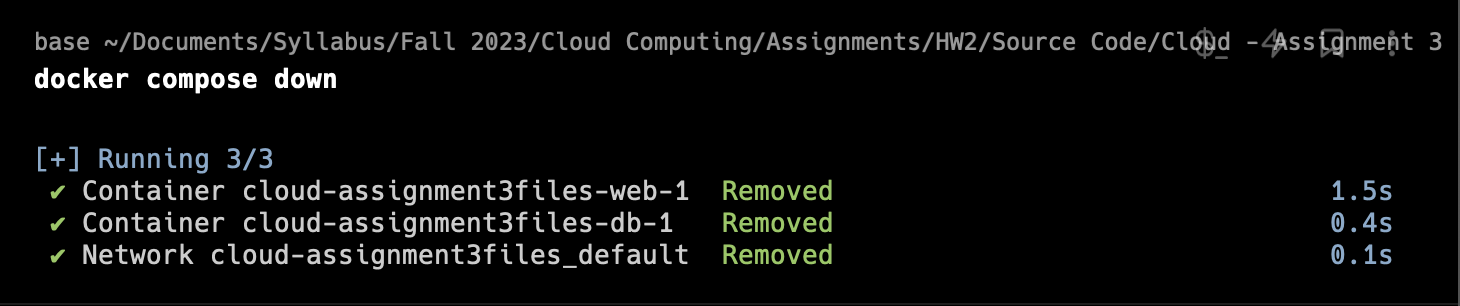 base ~/Documents/Syllabus/Fall 2023/Cloud Computing/Assignments/HW2/Source Code/Cloud - Assignment 3
docker compose down
[+] Running 3/3
✔ Container cloud-assignment3files-web-1 Removed 1.5s
✔ Container cloud-assignment3files-db-1 Removed 0.4s
✔ Network cloud-assignment3files_default Removed 0.1s